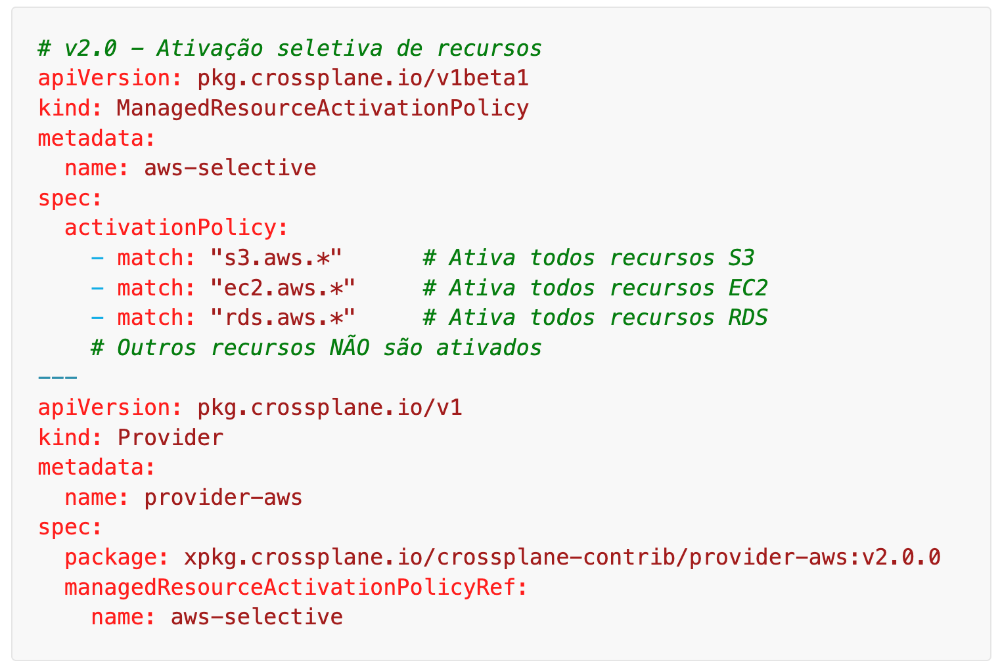 # v2.0 - Ativação seletiva de recursos
apiVersion: pkg.crossplane.io/v1beta1
kind: ManagedResourceActivationPolicy
metadata:
  name: aws-selective
spec:
  activationPolicy:
    - match: "s3.aws.*"      # Ativa todos recursos S3
    - match: "ec2.aws.*"     # Ativa todos recursos EC2
    - match: "rds.aws.*"     # Ativa todos recursos RDS
    # Outros recursos NÃO são ativados
---
apiVersion: pkg.crossplane.io/v1
kind: Provider
metadata:
  name: provider-aws
spec:
  package: xpkg.crossplane.io/crossplane-contrib/provider-aws:v2.0.0
  managedResourceActivationPolicyRef:
    name: aws-selective